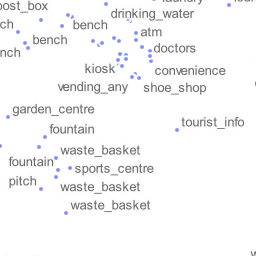 post_box
drinking_water
ch
bench
atm
bench
doctors
nch
kiosk
convenience
vending_any
shoe_shop
garden_centre
tourist_info
fountain
waste_basket
fountain
sports_centre
pitch
waste_basket
waste_basket